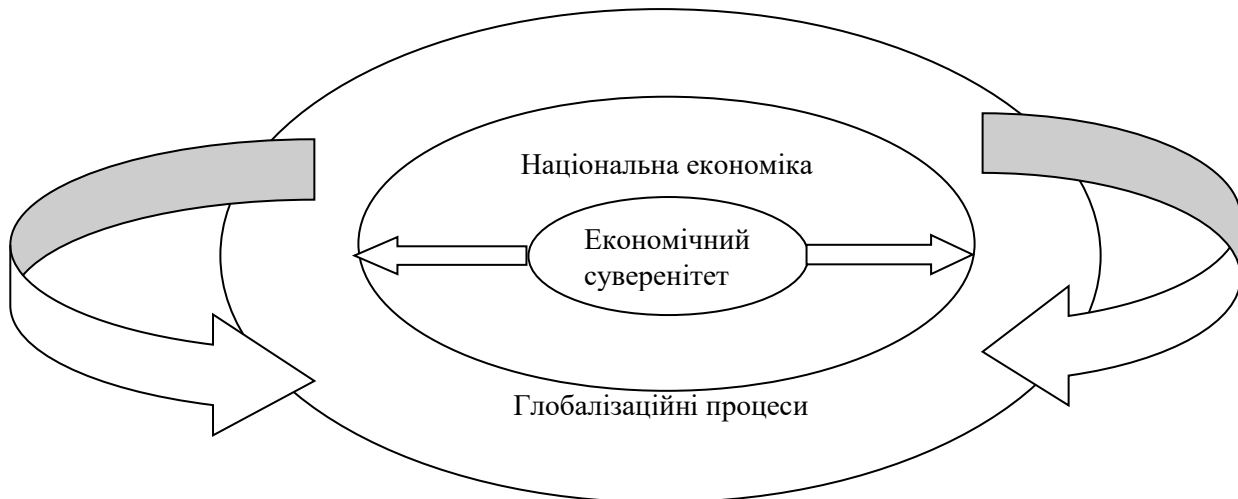 Національна економіка
Економічний
суверенітет
Глобалізаційні процеси